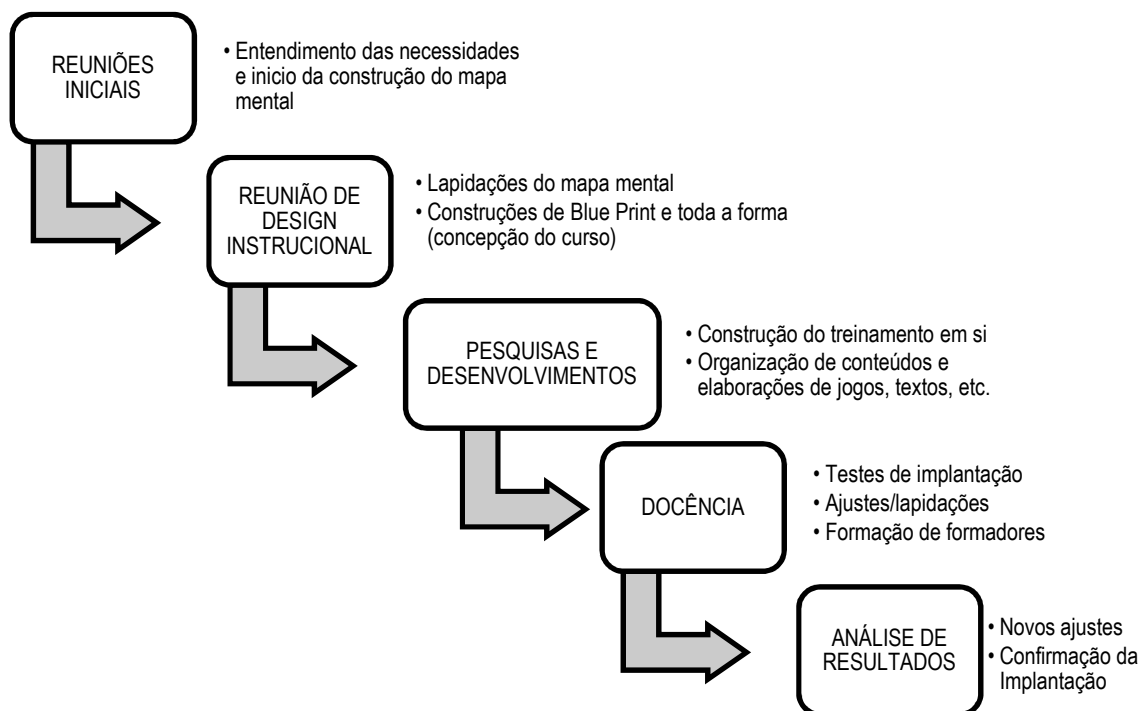 REUNIÕES
INICIAIS
• Entendimento das necessidades
e inicio da construção do mapa
mental
REUNIÃO DE
DESIGN
INSTRUCIONAL
• Lapidações do mapa mental
• Construções de Blue Print e toda a forma
(concepção do curso)
PESQUISAS E
DESENVOLVIMENTOS
• Construção do treinamento em si
• Organização de conteúdos e
elaborações de jogos, textos, etc.
DOCÊNCIA
• Testes de implantação
• Ajustes/lapidações
• Formação de formadores
ANÁLISE DE
RESULTADOS
• Novos ajustes
• Confirmação da
Implantação